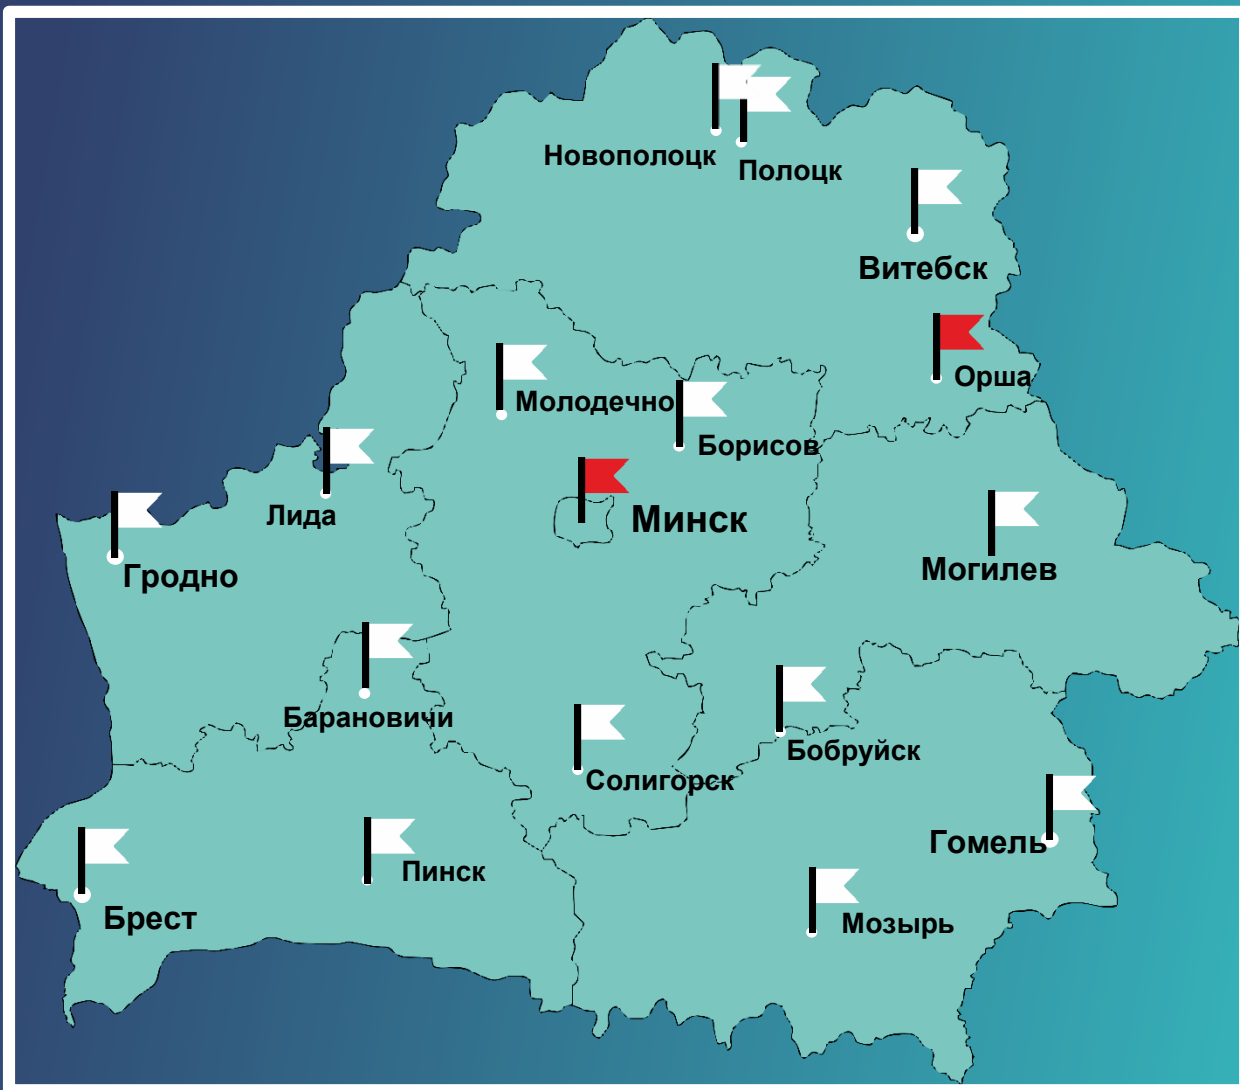 Новополоцк
Полоцк
Витебск
Орша
Молодечно
Борисов
Минск
Лида
Гродно
Могилев
Барановичи
Солигорск
Бобруйск
Гомель
Пинск
Брест
Мозырь